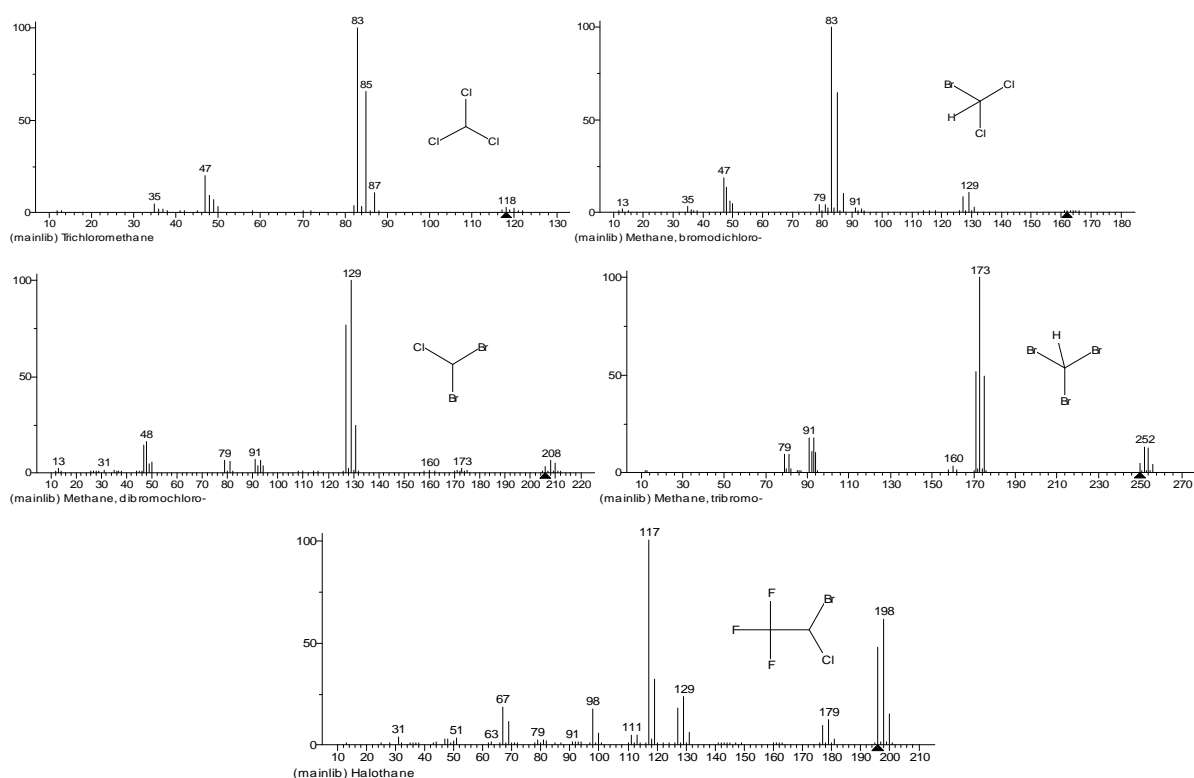 100
83
85
50
47
35
87
118
0
Cl
Cl
Cl
10 20 30 40 50 60 70 80 90 100 110 120 130
(mainlib) Trichloromethane
100
83
50
47
13
35
79
91
129
0
Br
Cl
H
Cl
10 20 30 40 50 60 70 80 90 100 110 120 130 140 150 160 170 180
(mainlib) Methane, bromodichloro-
100
129
50
48
13
31
79
91
160
173
208
0
Cl
Br
Br
10 20 30 40 50 60 70 80 90 100 110 120 130 140 150 160 170 180 190 200 210 220
(mainlib) Methane, dibromochloro-
100
173
50
79
91
160
252
0
H
Br
Br
Br
10 30 50 70 90 110 130 150 170 190 210 230 250 270
(mainlib) Methane, tribromo-
100
117
198
50
67
98
129
31
51
63
79
91
111
179
0
F
Br
F
Cl
F
10 20 30 40 50 60 70 80 90 100 110 120 130 140 150 160 170 180 190 200 210
(mainlib) Halothane